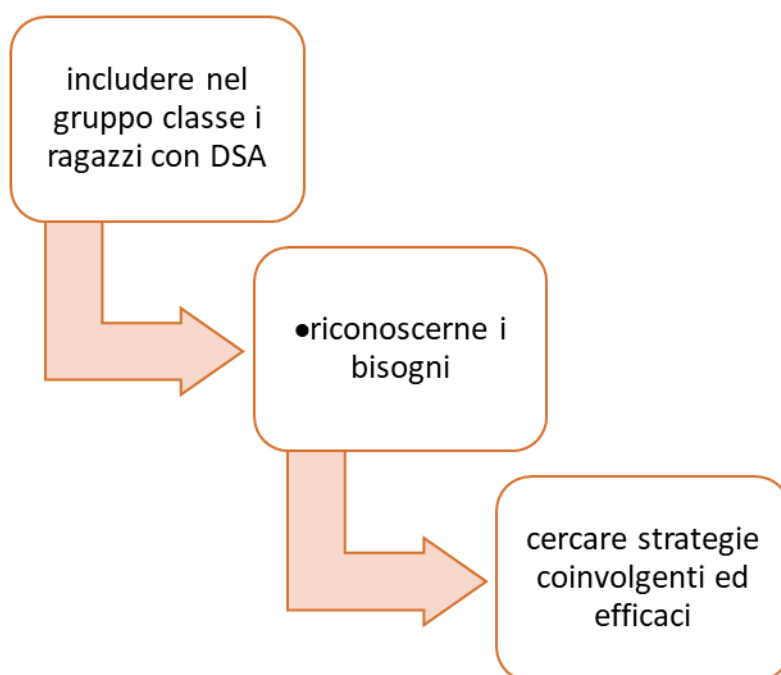 includere nel
gruppo classe i
ragazzi con DSA
•riconoscerne i
bisogni
cercare strategie
coinvolgenti ed
efficaci